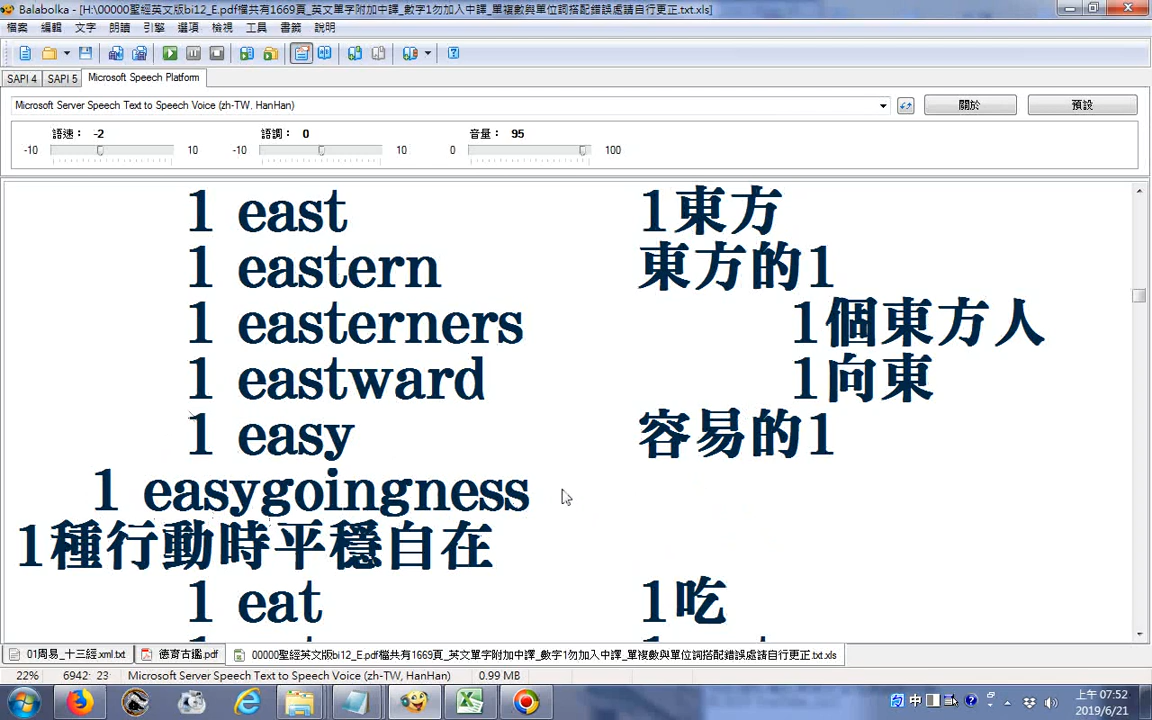 Balabolka - [H:\00000聖經英文版bi12_E.pdf檔共有1669頁_英文單字附加中譯_數字1勿加入中譯_單複數與單位詞搭配錯誤處請自行更正.txt.xls]
檔案 編輯 文字 朗讀 引擎 選項 檢視 工具 書籤 說明
SAPI 4 SAPI 5 Microsoft Speech Platform
Microsoft Server Speech Text to Speech Voice (zh-TW, HanHan) 關於 預設
語速： -2 語調： 0 音量： 95
-10 10 -10 10 0 100
1 east 1東方
1 eastern 東方的1
1 easterners 1個東方人
1 eastward 1向東
1 easy 容易的1
1 easygoingness
1種行動時平穩自在
1 eat 1吃
01周易_十三經.xml.txt 德育古鑑.pdf 00000聖經英文版bi12_E.pdf檔共有1669頁_英文單字附加中譯_數字1勿加入中譯_單複數與單位詞搭配錯誤處請自行更正.txt.xls
22% 6942: 23 Microsoft Server Speech Text to Speech Voice (zh-TW, HanHan) 0.99 MB
中 上午 07:52
2019/6/21